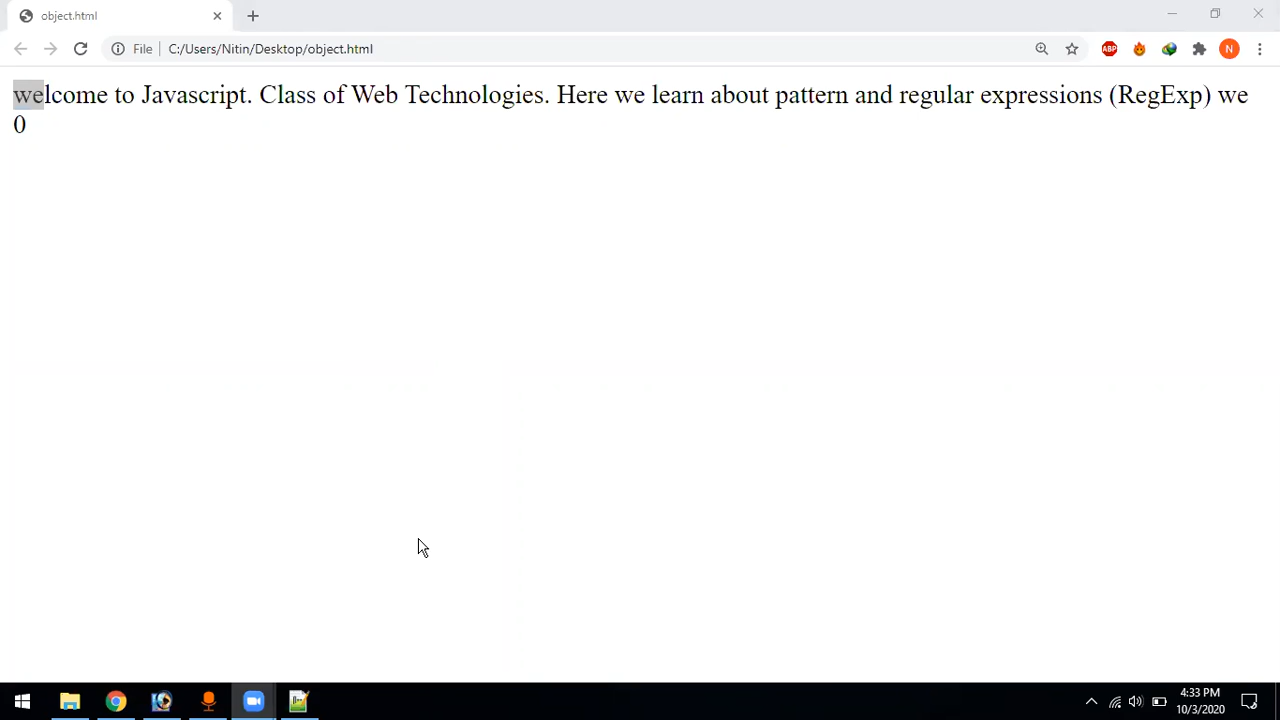 object.html
File C:/Users/Nitin/Desktop/object.html
ABP
N
welcome to Javascript. Class of Web Technologies. Here we learn about pattern and regular expressions (RegExp) we
0
4:33 PM
10/3/2020